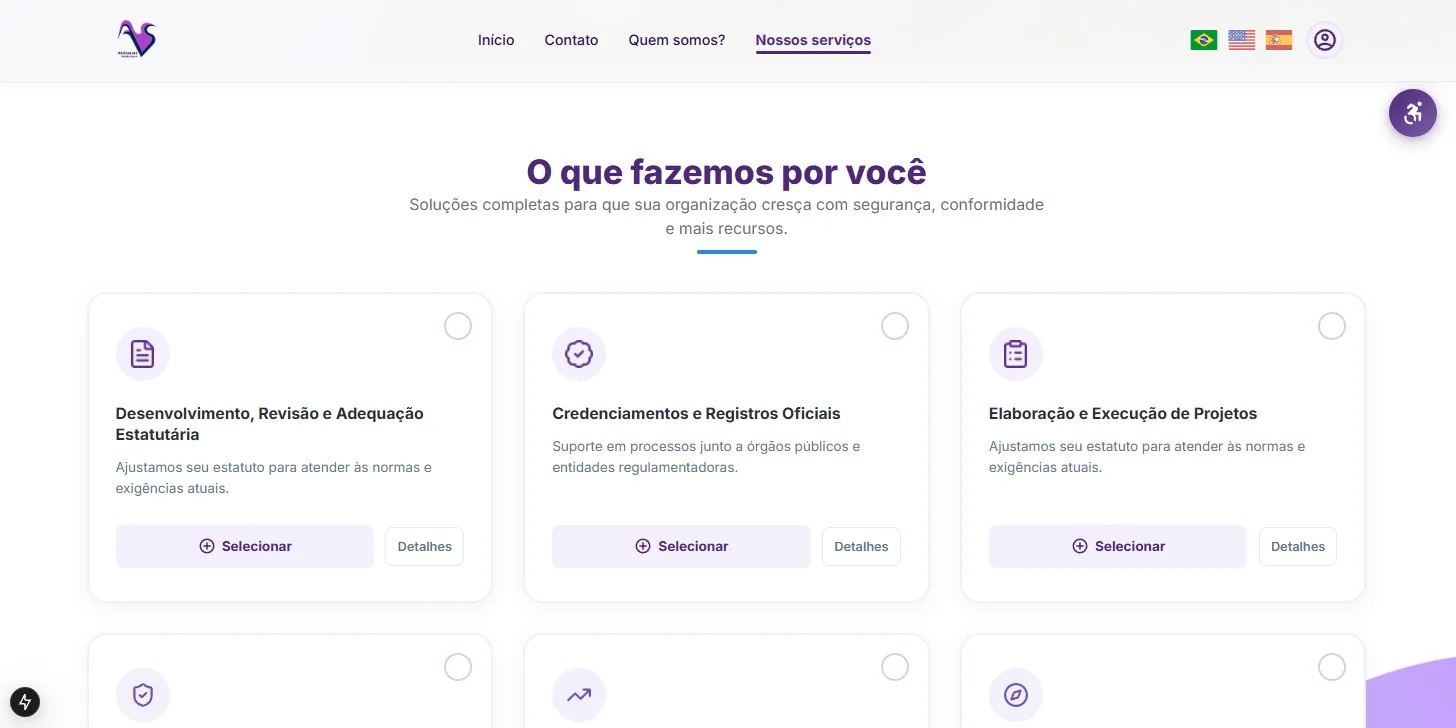 Início Contato Quem somos? Nossos serviços
O que fazemos por você
Soluções completas para que sua organização cresça com segurança, conformidade
e mais recursos.
Desenvolvimento, Revisão e Adequação
Estatutária
Ajustamos seu estatuto para atender às normas e
exigências atuais.
Selecionar Detalhes
Credenciamentos e Registros Oficiais
Suporte em processos junto a órgãos públicos e
entidades regulamentadoras.
Selecionar Detalhes
Elaboração e Execução de Projetos
Ajustamos seu estatuto para atender às normas e
exigências atuais.
Selecionar Detalhes